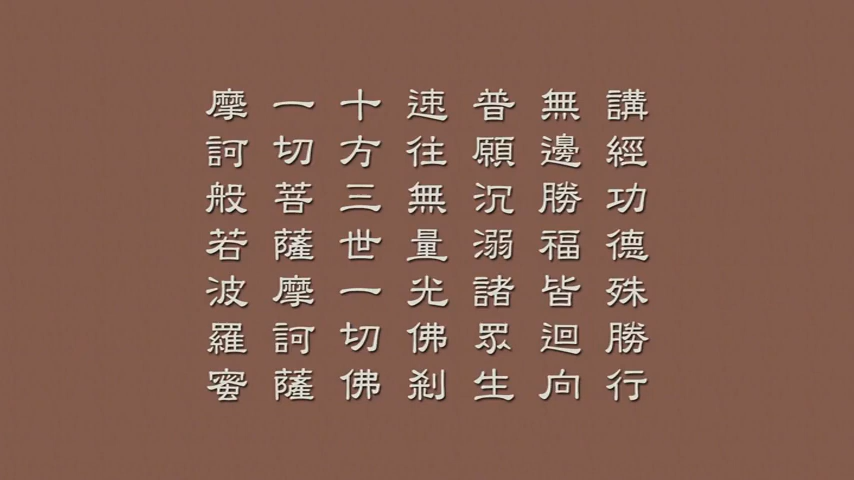 講經功德殊勝行
無邊勝福皆迴向
普願沉溺諸眾生
速往無量光佛剎
十方三世一切佛
一切菩薩摩訶薩
摩訶般若波羅蜜